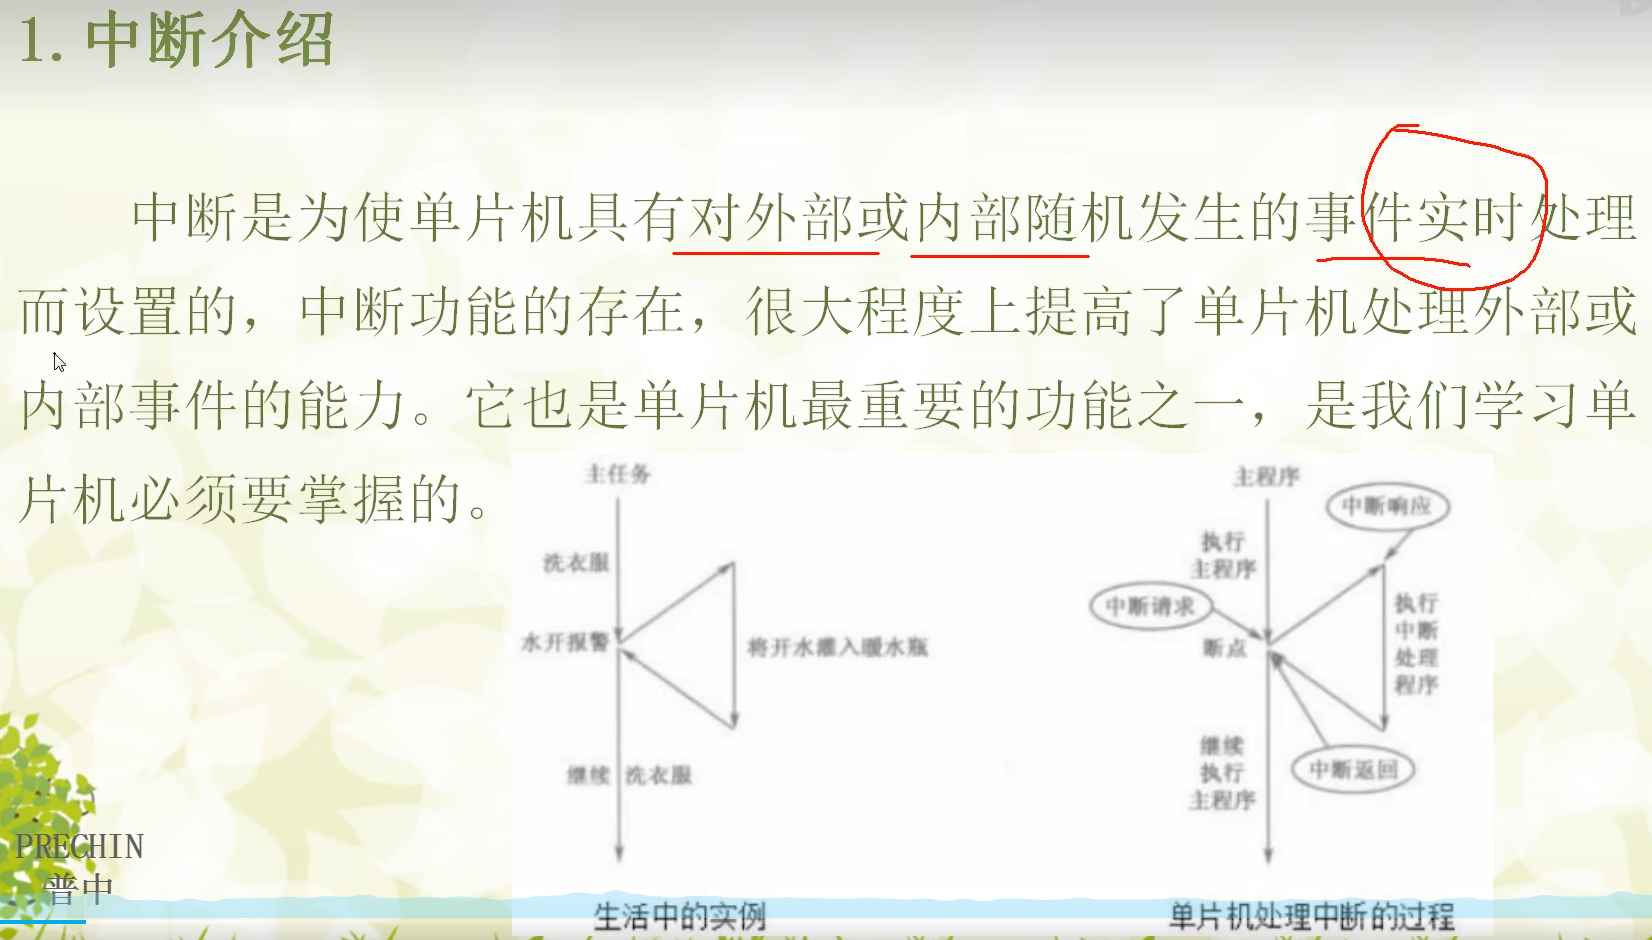 1.中断介绍
中断是为使单片机具有对外部或内部随机发生的事件实时处理
而设置的，中断功能的存在，很大程度上提高了单片机处理外部或
内部事件的能力。它也是单片机最重要的功能之一，是我们学习单
片机必须要掌握的。
主任务
洗衣服
水开报警
将开水灌入暖水瓶
继续 洗衣服
生活中的实例
主程序
中断响应
执行
主程序
中断请求
断点
执行
中断
处理
程序
继续
执行
主程序
中断返回
单片机处理中断的过程
PRECHIN
普中